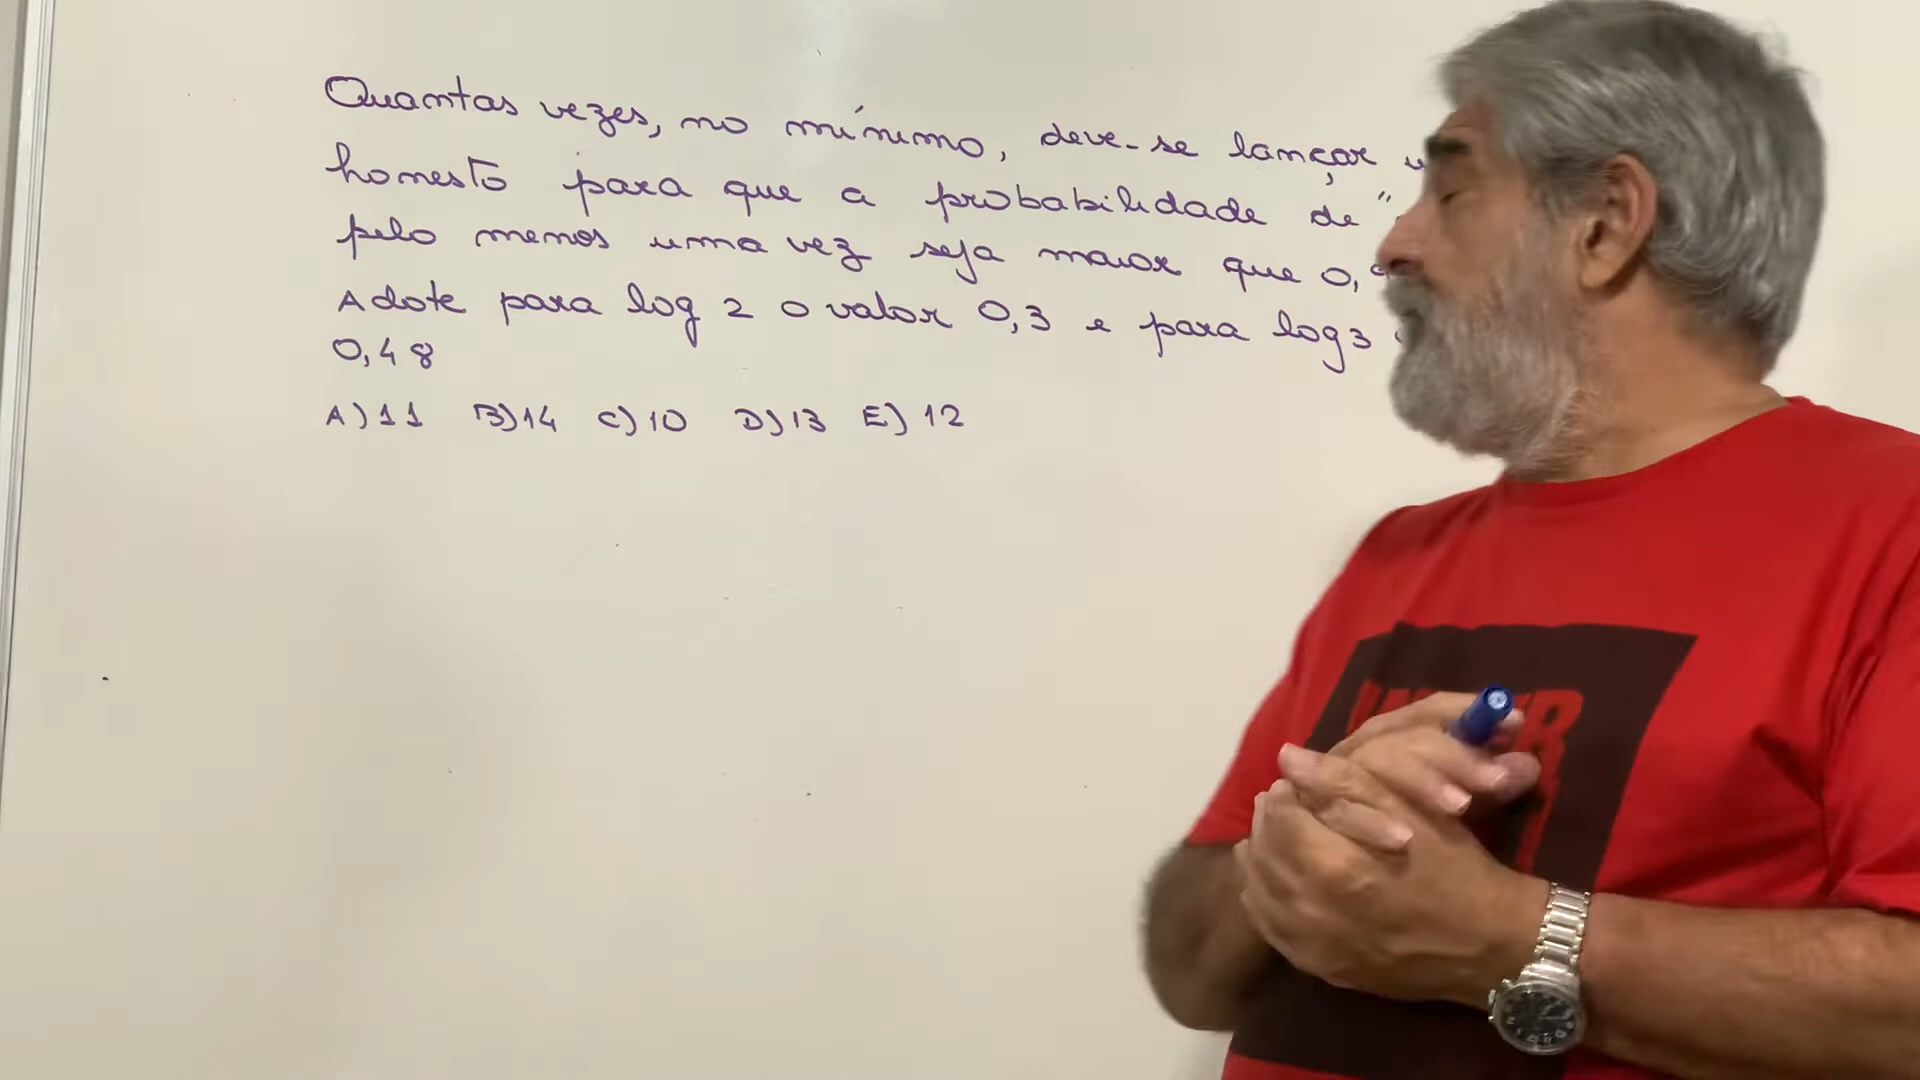 Quantas vezes, no mínimo, deve-se lançar
honesto para que a probabilidade de "
pelo menos uma vez seja maior que 0,9
Adote para log 2 o valor 0,3 e para log 3
0,48
A) 11 B) 14 C) 10 D) 13 E) 12